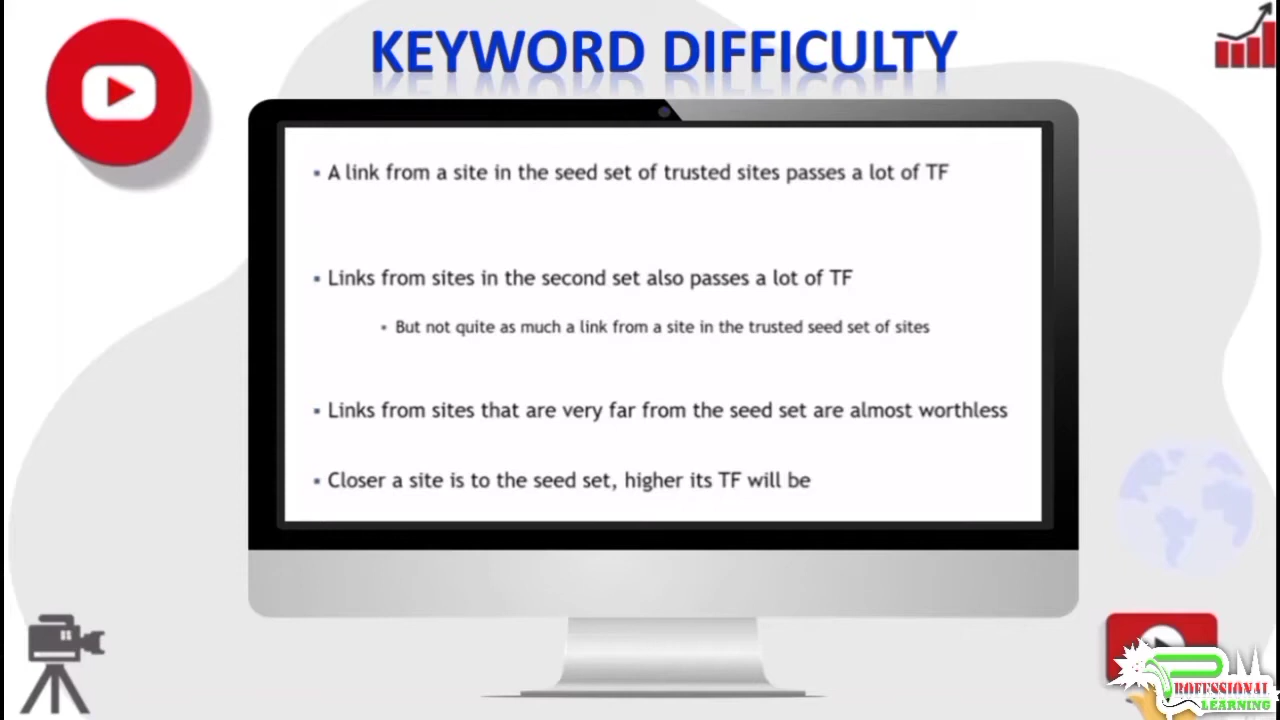 KEYWORD DIFFICULTY
▪ A link from a site in the seed set of trusted sites passes a lot of TF
▪ Links from sites in the second set also passes a lot of TF
▪ But not quite as much a link from a site in the trusted seed set of sites
▪ Links from sites that are very far from the seed set are almost worthless
▪ Closer a site is to the seed set, higher its TF will be
PROFESSIONAL
LEARNING